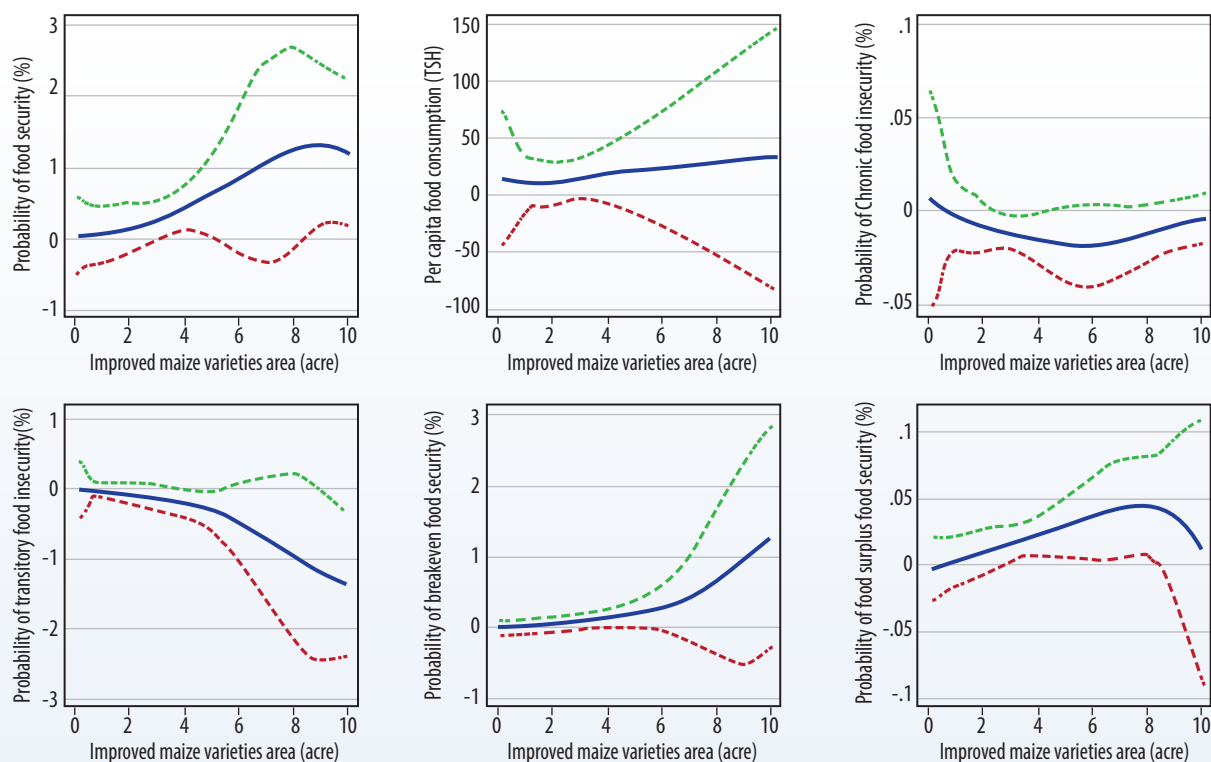 Probability of food security (%)
3
2
1
0
-1
0 2 4 6 8 10
Improved maize varieties area (acre)
Per capita food consumption (TSH)
150
100
50
0
-50
-100
0 2 4 6 8 10
Improved maize varieties area (acre)
Probability of Chronic food insecurity (%)
.1
.05
0
-.05
0 2 4 6 8 10
Improved maize varieties area (acre)
Probability of transitory food insecurity(%)
1
0
-1
-2
-3
0 2 4 6 8 10
Improved maize varieties area (acre)
Probability of breakeven food security (%)
3
2
1
0
-1
0 2 4 6 8 10
Improved maize varieties area (acre)
Probability of food surplus food security (%)
.1
.05
0
-.05
-.1
0 2 4 6 8 10
Improved maize varieties area (acre)